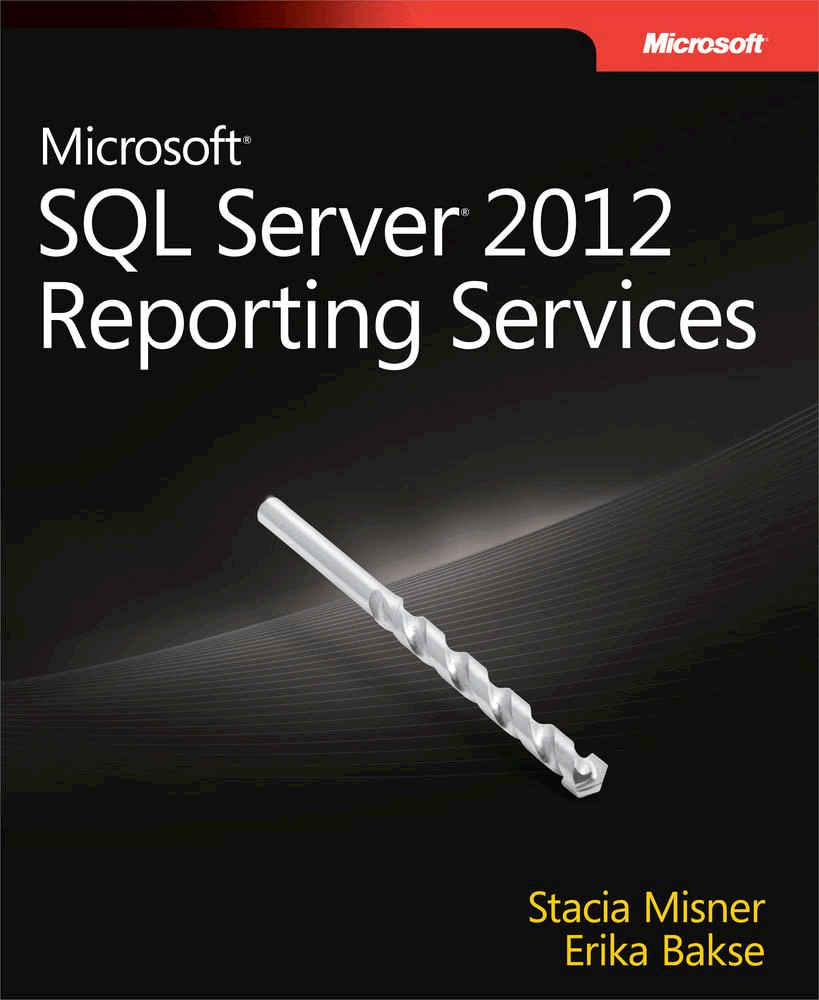 Microsoft®
Microsoft®
SQL Server® 2012
Reporting Services
Stacia Misner
Erika Bakse